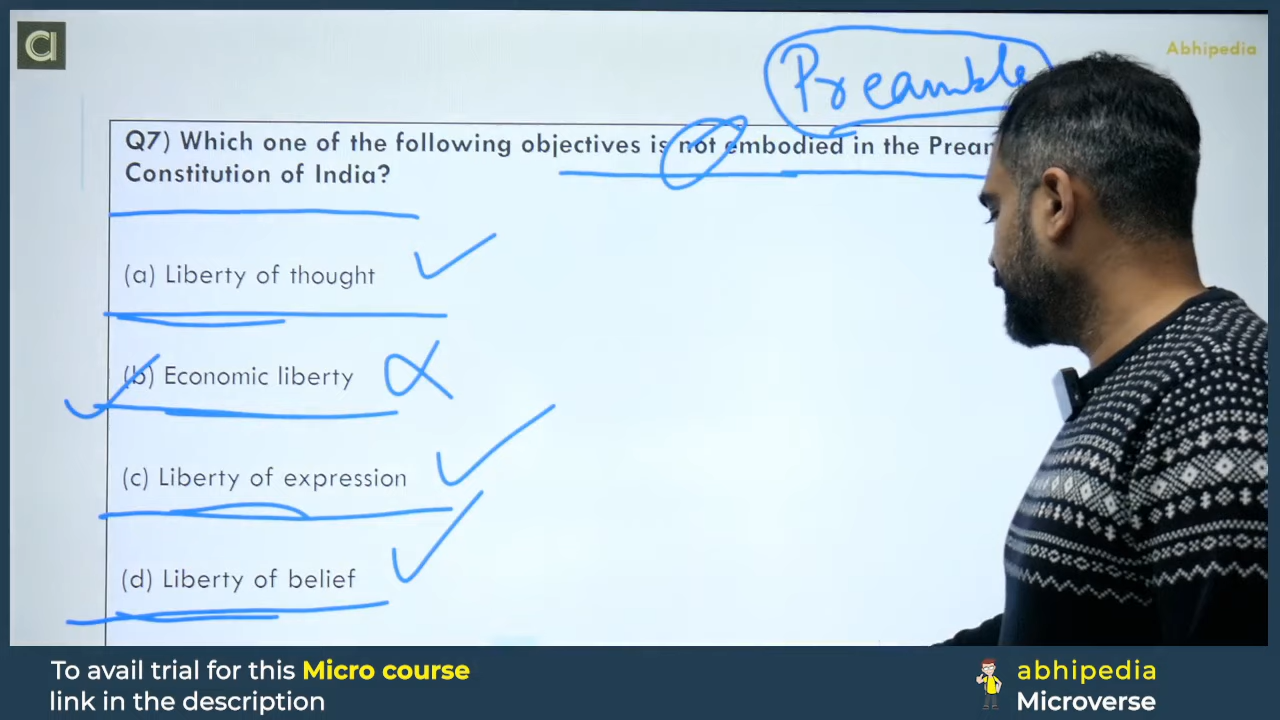 Abhipedia
Preamble
Q7) Which one of the following objectives is not embodied in the
Constitution of India?
(a) Liberty of thought
(b) Economic liberty
(c) Liberty of expression
(d) Liberty of belief
To avail trial for this Micro course
link in the description
abhipedia
Microverse